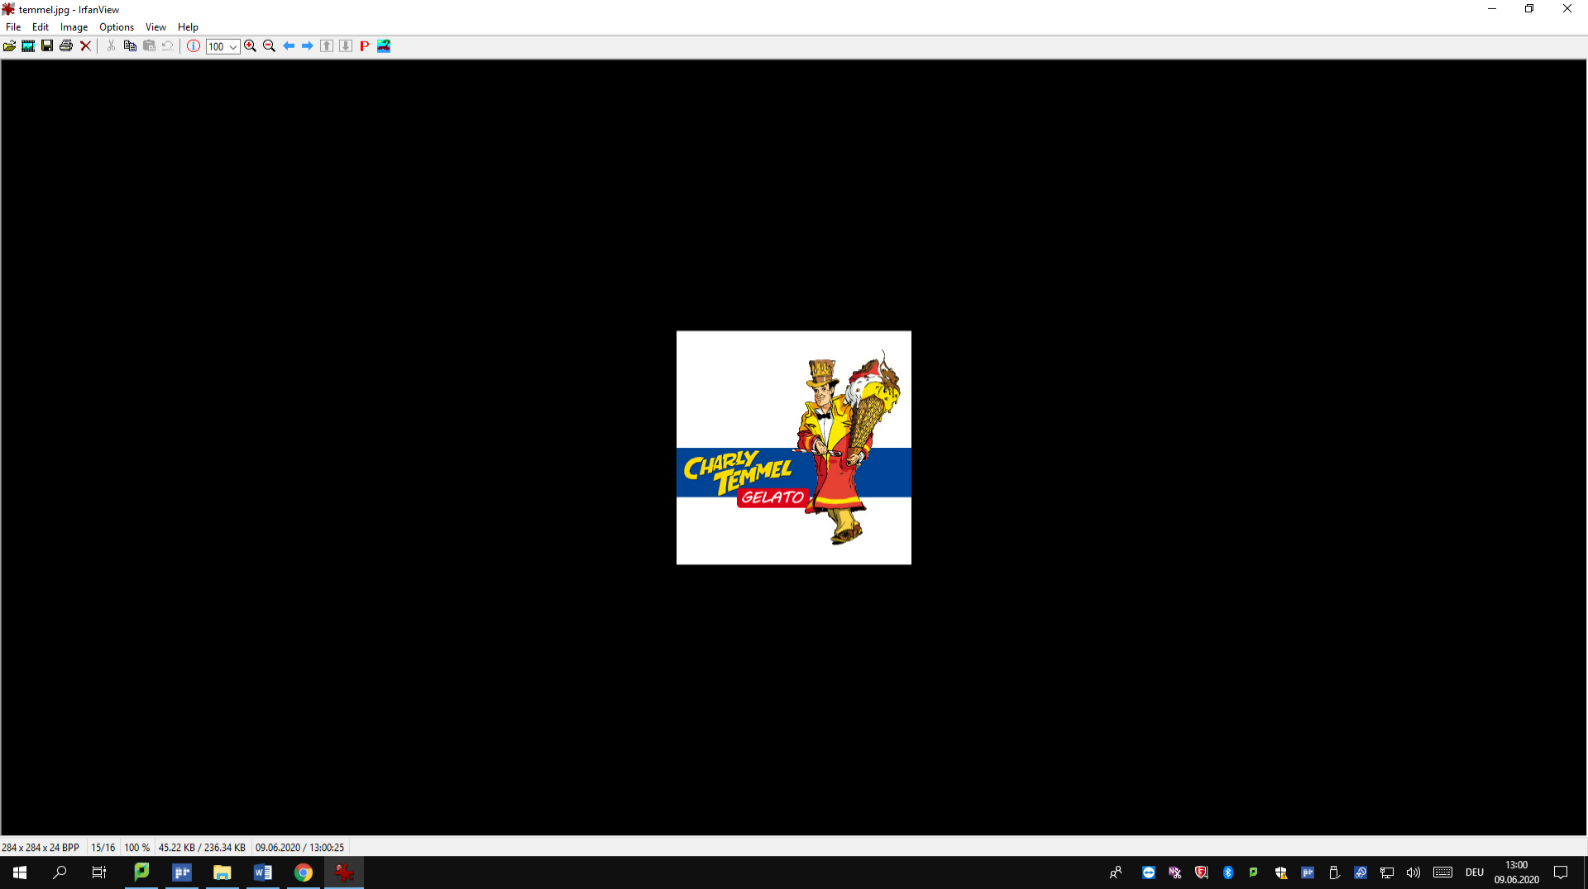 temmel.jpg - IrfanView
File Edit Image Options View Help
100
P
CHARLY
TEMMEL
GELATO
284 x 284 x 24 BPP 15/16 100 % 45.22 KB / 236.34 KB 09.06.2020 / 13:00:25
DEU
13:00
09.06.2020